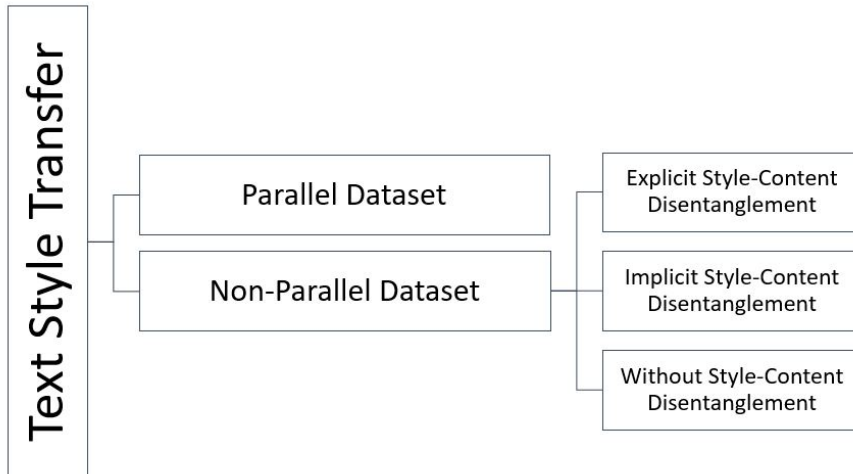 Text Style Transfer
Parallel Dataset
Non-Parallel Dataset
Explicit Style-Content
Disentanglement
Implicit Style-Content
Disentanglement
Without Style-Content
Disentanglement